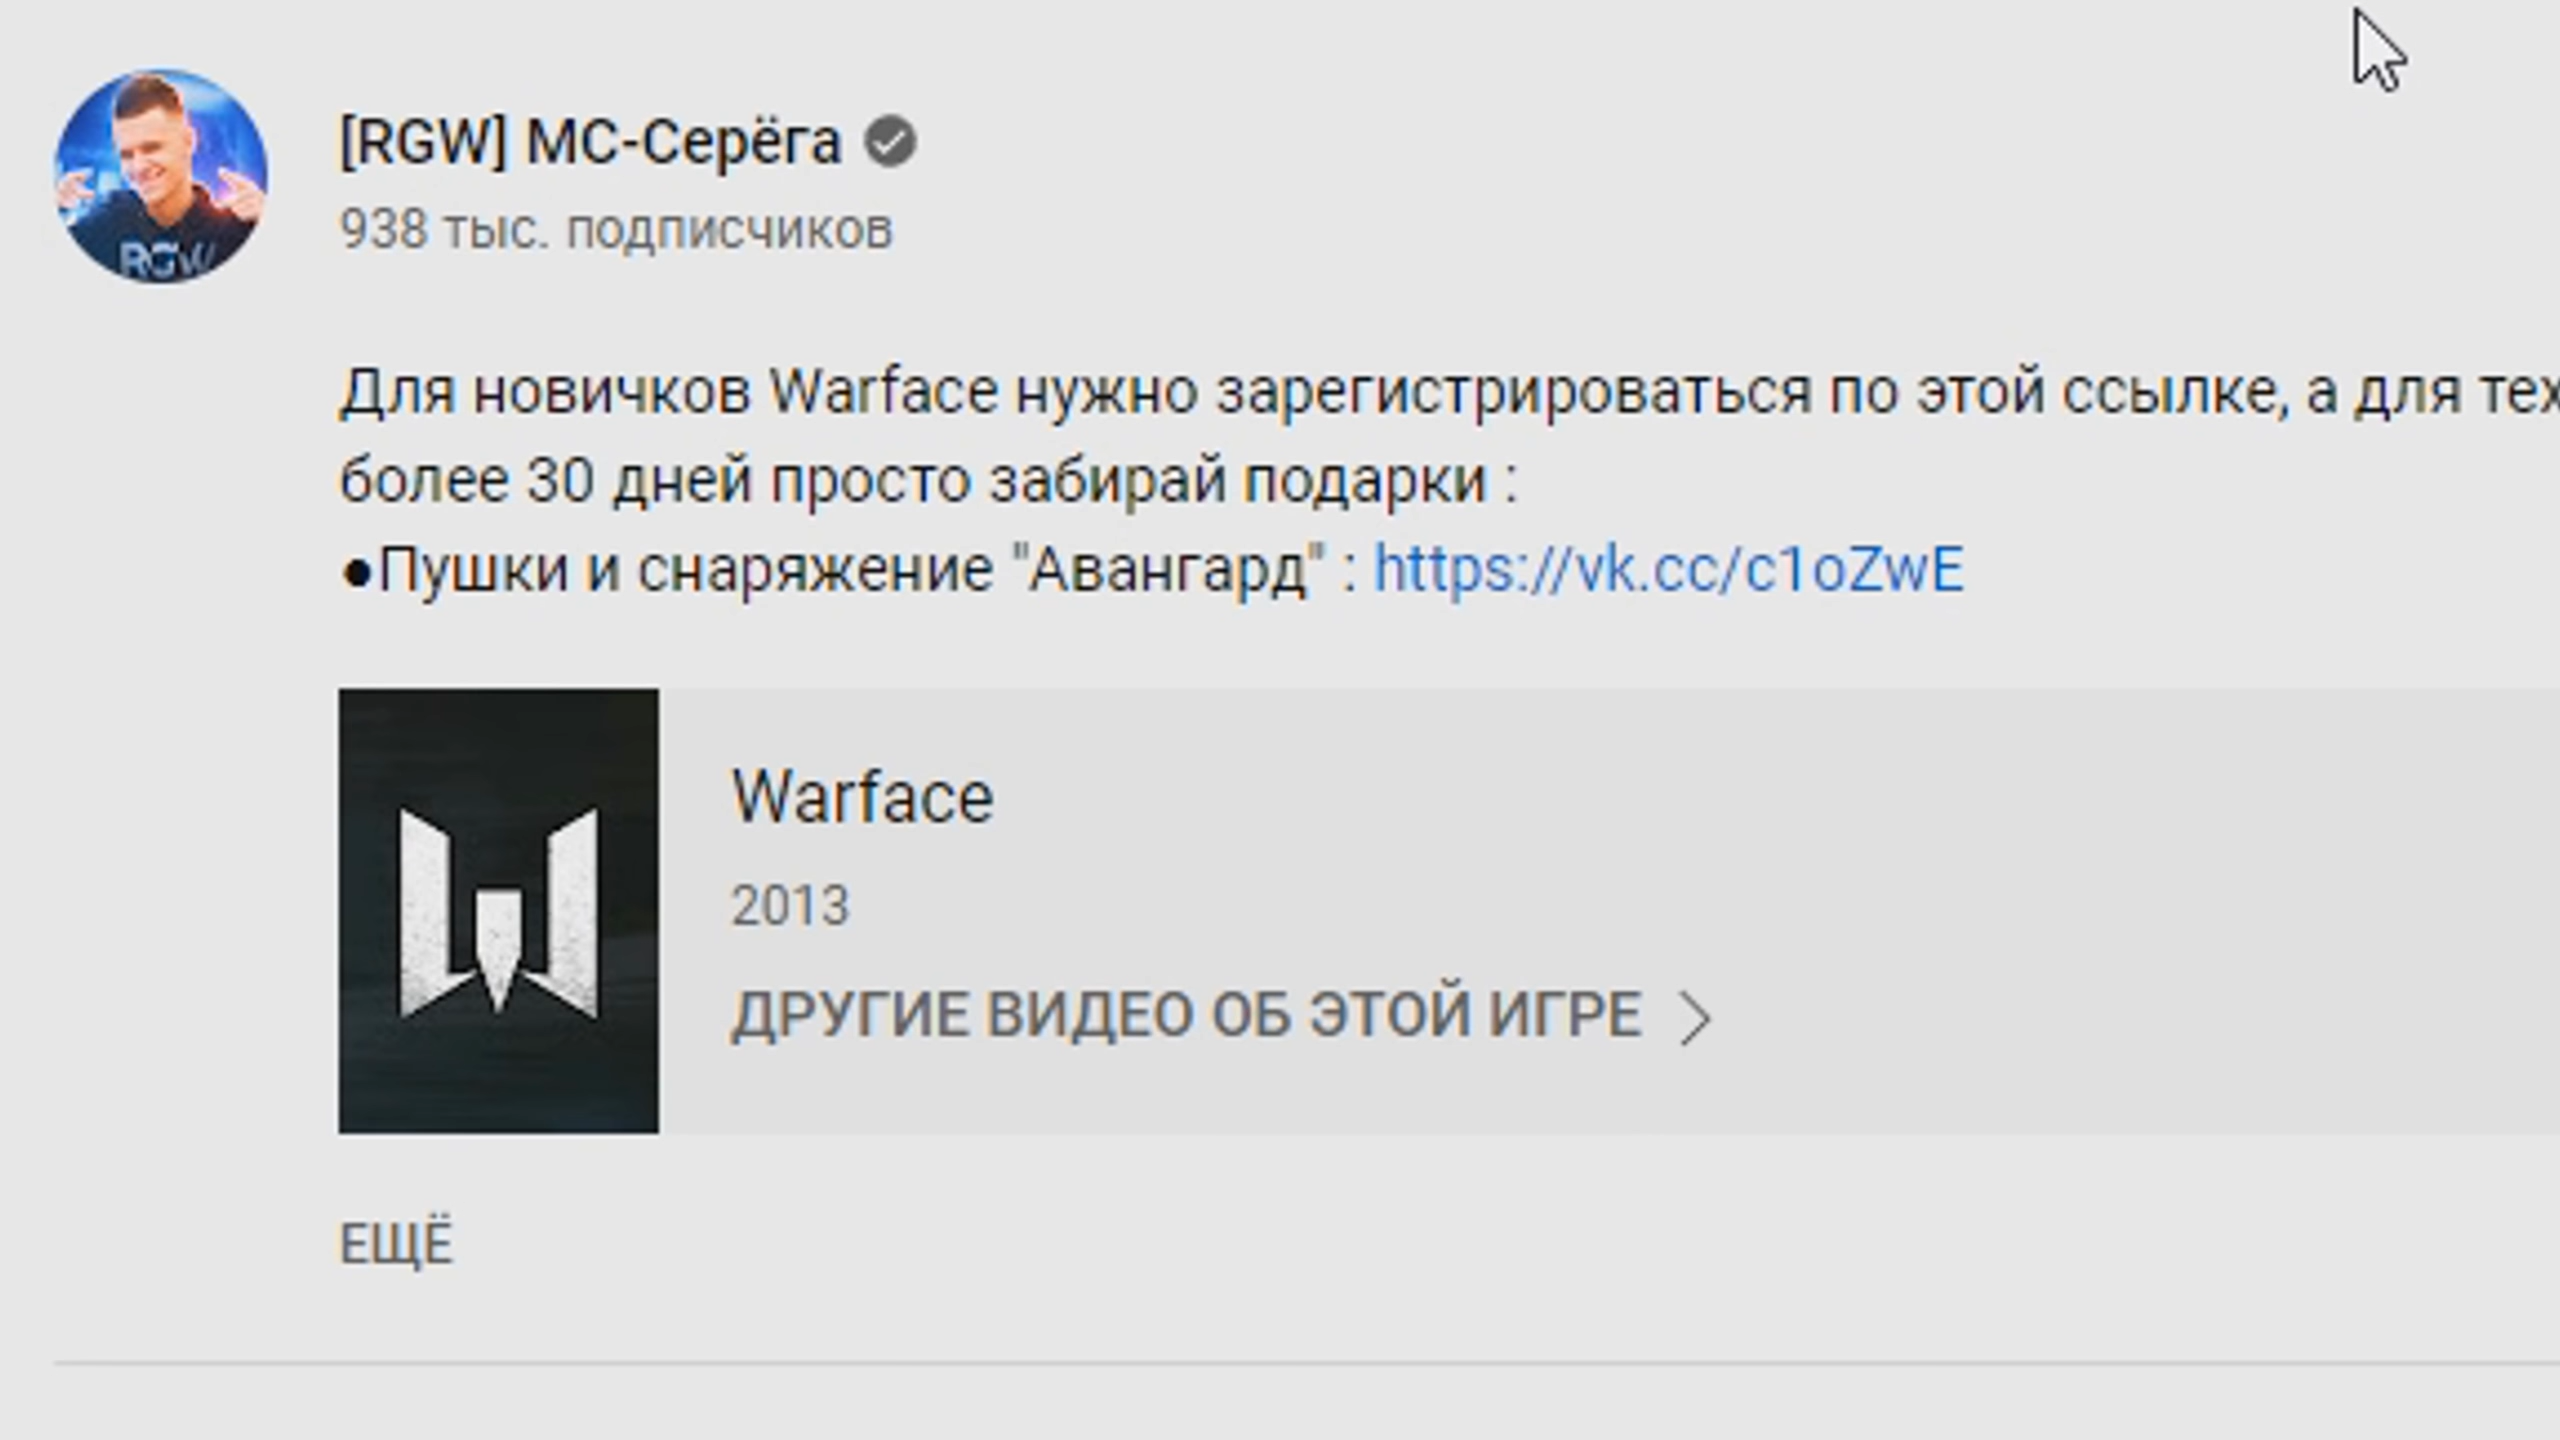 [RGW] МС-Серёга
938 тыс. подписчиков
RGW
Для новичков Warface нужно зарегистрироваться по этой ссылке, а для тех
более 30 дней просто забирай подарки :
●Пушки и снаряжение "Авангард" : https://vk.cc/c1oZwE
Warface
2013
ДРУГИЕ ВИДЕО ОБ ЭТОЙ ИГРЕ
ЕЩЁ